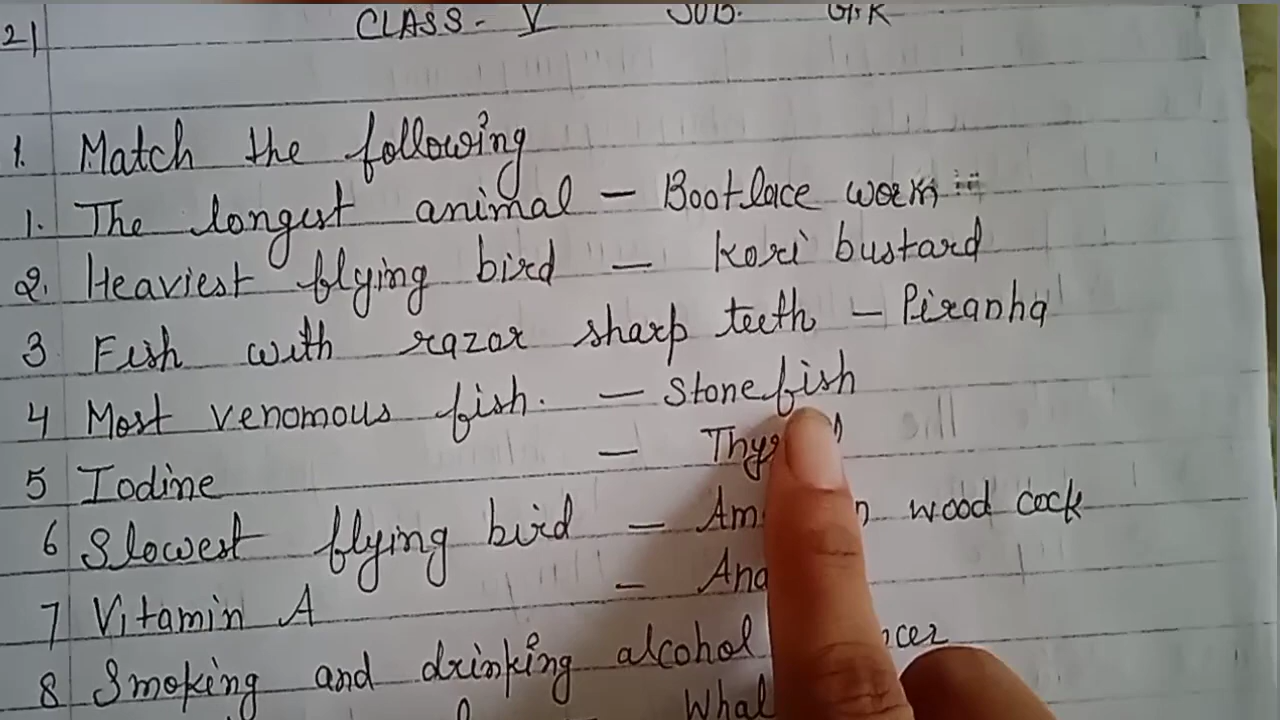 21 CLASS - V SUB. G.K
1. Match the following
1. The longest animal - Bootlace worm
2. Heaviest flying bird - Kori bustard
3 Fish with razor sharp teeth - Piranha
4 Most venomous fish. - Stonefish
5 Iodine -
6 Slowest flying bird - wood cock
7 Vitamin A -
8 Smoking and drinking alcohol